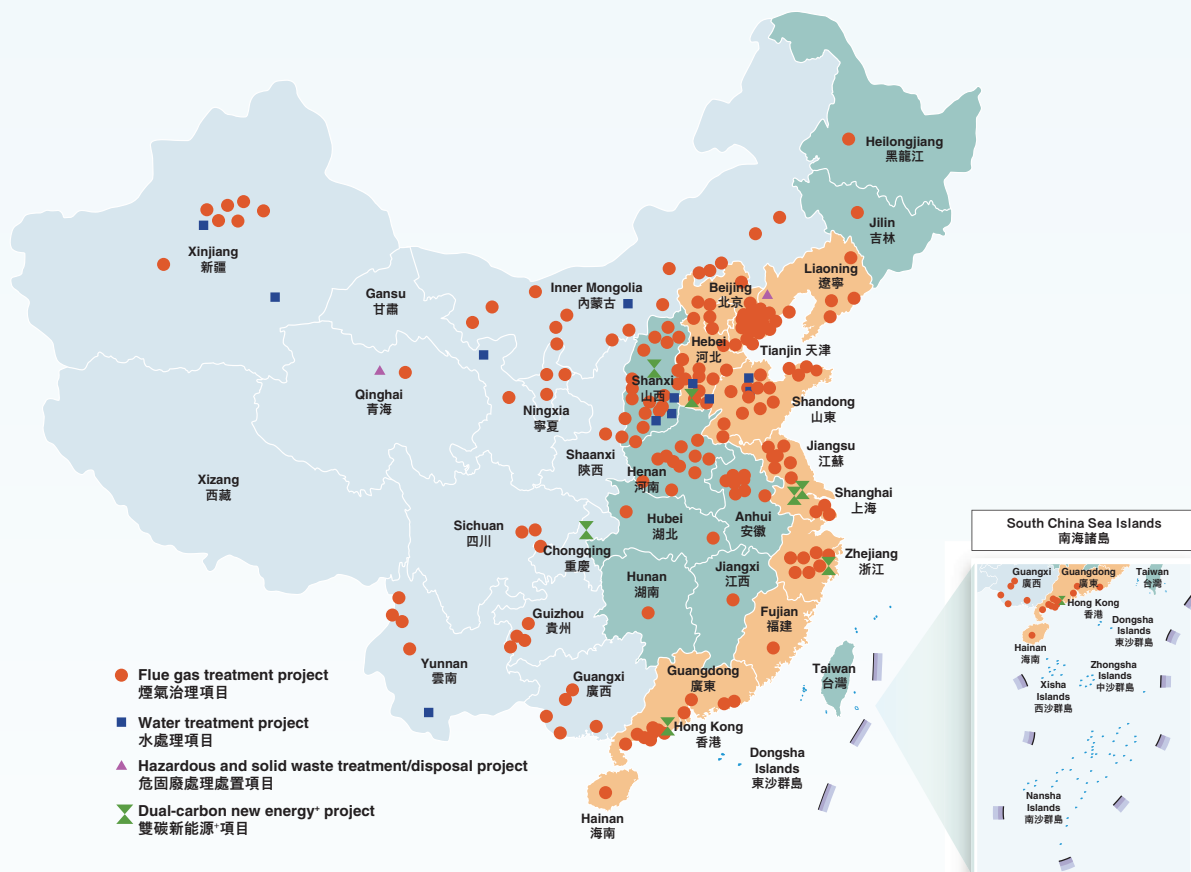 Heilongjiang
黑龍江
Jilin
吉林
Liaoning
遼寧
Xinjiang
新疆
Gansu
甘肅
Inner Mongolia
內蒙古
Beijing
北京
Hebei
河北
Tianjin 天津
Qinghai
青海
Ningxia
寧夏
Shanxi
山西
Shandong
山東
Shaanxi
陝西
Henan
河南
Jiangsu
江蘇
Xizang
西藏
Shanghai
上海
Anhui
安徽
Hubei
湖北
Sichuan
四川
Chongqing
重慶
Zhejiang
浙江
Hunan
湖南
Jiangxi
江西
Guizhou
貴州
Fujian
福建
Yunnan
雲南
Guangxi
廣西
Guangdong
廣東
Taiwan
台灣
Hong Kong
香港
Dongsha
Islands
東沙群島
Hainan
海南
Flue gas treatment project
煙氣治理項目
Water treatment project
水處理項目
Hazardous and solid waste treatment/disposal project
危固廢處理處置項目
Dual-carbon new energy⁺ project
雙碳新能源⁺項目
South China Sea Islands
南海諸島
Guangxi
廣西
Guangdong
廣東
Taiwan
台灣
Hong Kong
香港
Dongsha
Islands
東沙群島
Hainan
海南
Zhongsha
Islands
中沙群島
Xisha
Islands
西沙群島
Nansha
Islands
南沙群島